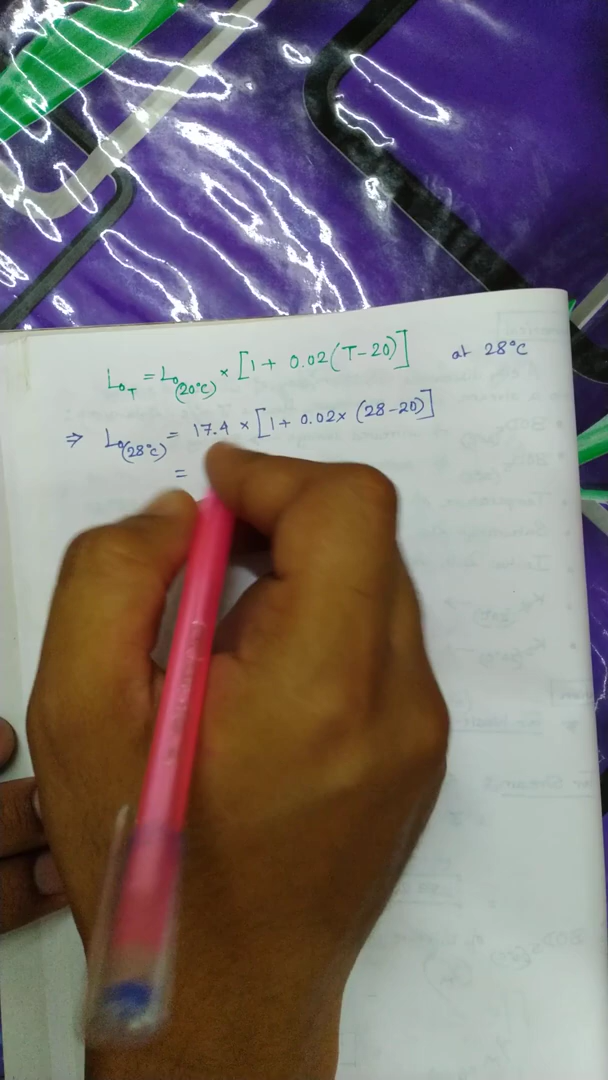 L₀T = L₀(20°C) × [1 + 0.02(T-20)] at 28°C
⇒ L₀(28°C) = 17.4 × [1 + 0.02× (28-20)]
=